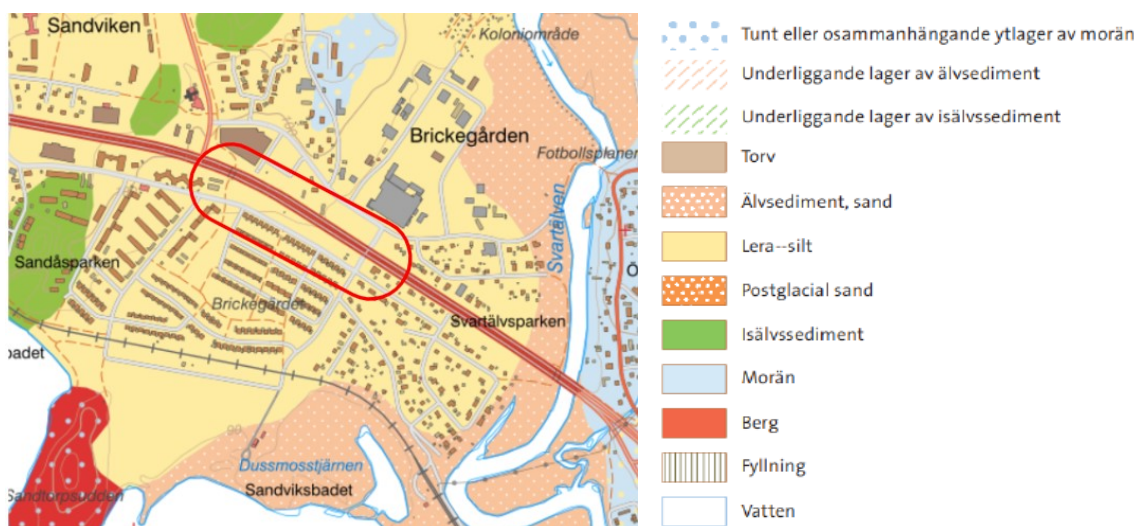 Sandviken
Koloniområde
Brickegården
Fotbollsplaner
Svartälven
Sandåsparken
Brickegärdet
Svartälvsparken
badet
Dussmosstjärnen
Sandviksbadet
Sandtorpsudden
Ö
Tunt eller osammanhängande ytlager av morän
Underliggande lager av älvsediment
Underliggande lager av isälvssediment
Torv
Älvsediment, sand
Lera--silt
Postglacial sand
Isälvssediment
Morän
Berg
Fyllning
Vatten